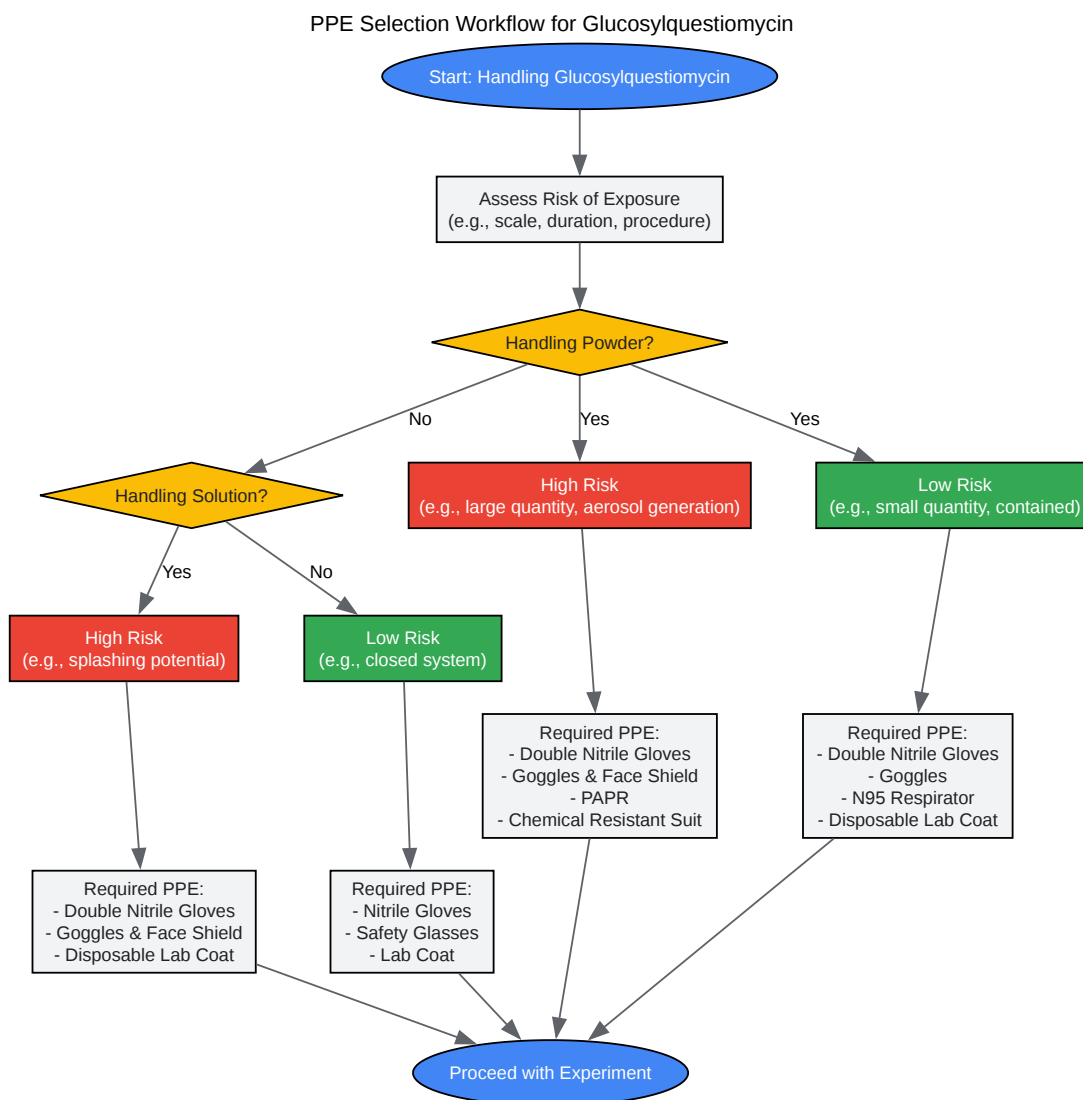 PPE Selection Workflow for Glucosylquestiomycin
Start: Handling Glucosylquestiomycin
Assess Risk of Exposure
(e.g., scale, duration, procedure)
Handling Powder?
No
Yes
Yes
Handling Solution?
High Risk
(e.g., large quantity, aerosol generation)
Low Risk
(e.g., small quantity, contained)
Yes
No
High Risk
(e.g., splashing potential)
Low Risk
(e.g., closed system)
Required PPE:
- Double Nitrile Gloves
- Goggles & Face Shield
- PAPR
- Chemical Resistant Suit
Required PPE:
- Double Nitrile Gloves
- Goggles
- N95 Respirator
- Disposable Lab Coat
Required PPE:
- Double Nitrile Gloves
- Goggles & Face Shield
- Disposable Lab Coat
Required PPE:
- Nitrile Gloves
- Safety Glasses
- Lab Coat
Proceed with Experiment